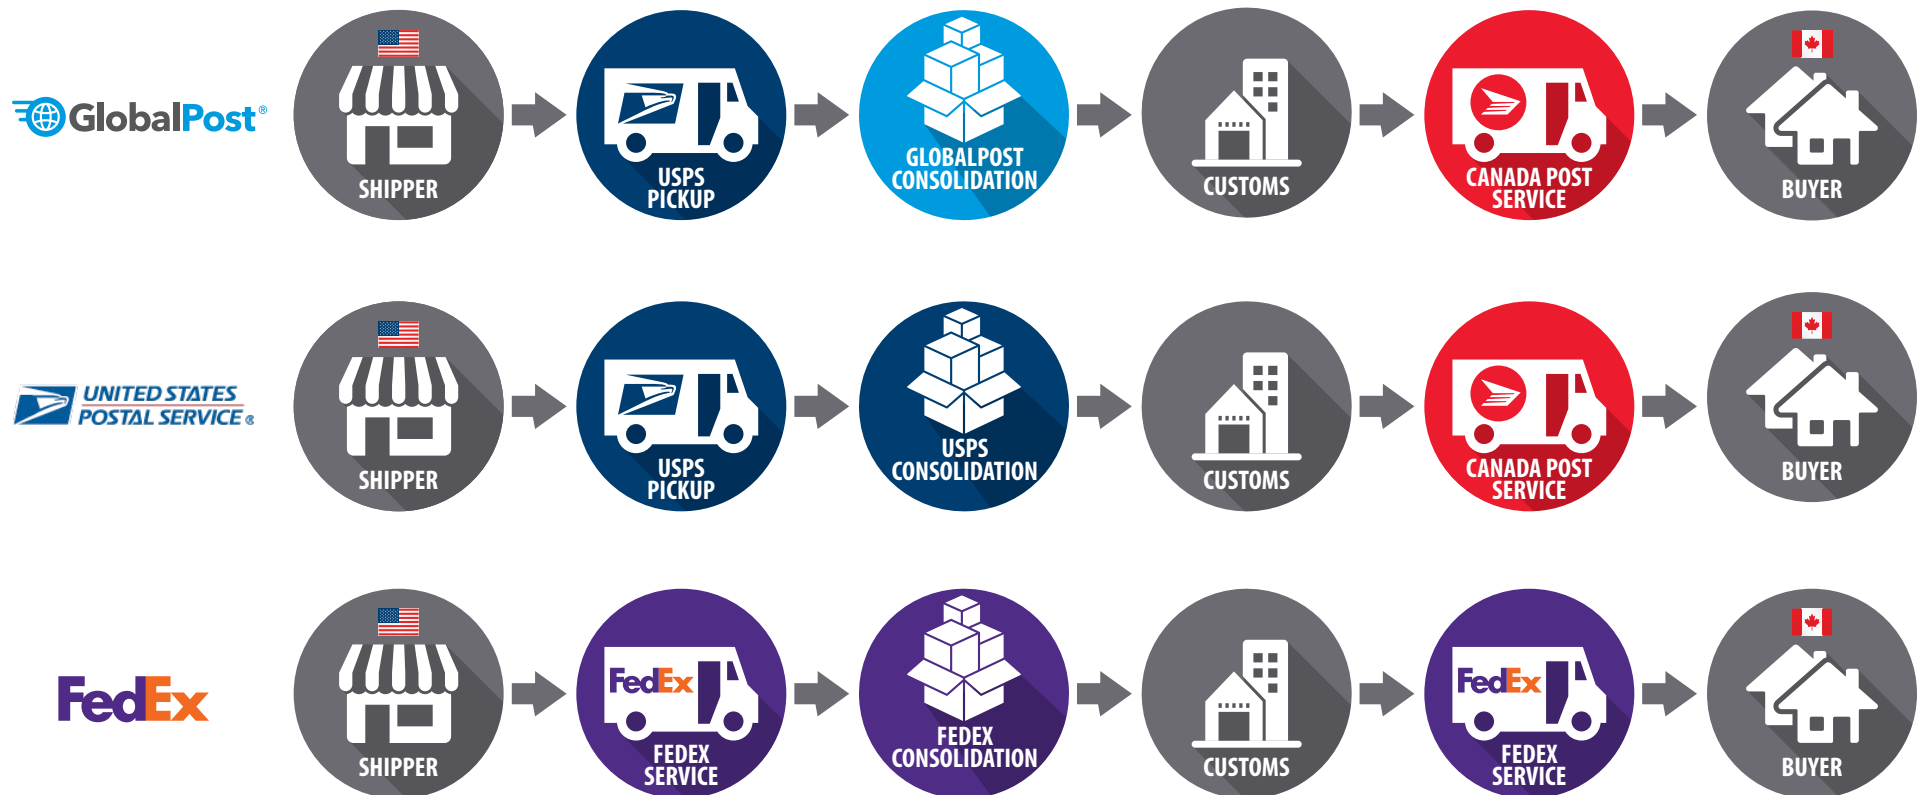 GlobalPost®
SHIPPER
USPS
PICKUP
GLOBALPOST
CONSOLIDATION
CUSTOMS
CANADA POST
SERVICE
BUYER
UNITED STATES
POSTAL SERVICE®
SHIPPER
USPS
PICKUP
USPS
CONSOLIDATION
CUSTOMS
CANADA POST
SERVICE
BUYER
FedEx
SHIPPER
FedEx
FEDEX
SERVICE
FEDEX
CONSOLIDATION
CUSTOMS
FedEx
FEDEX
SERVICE
BUYER